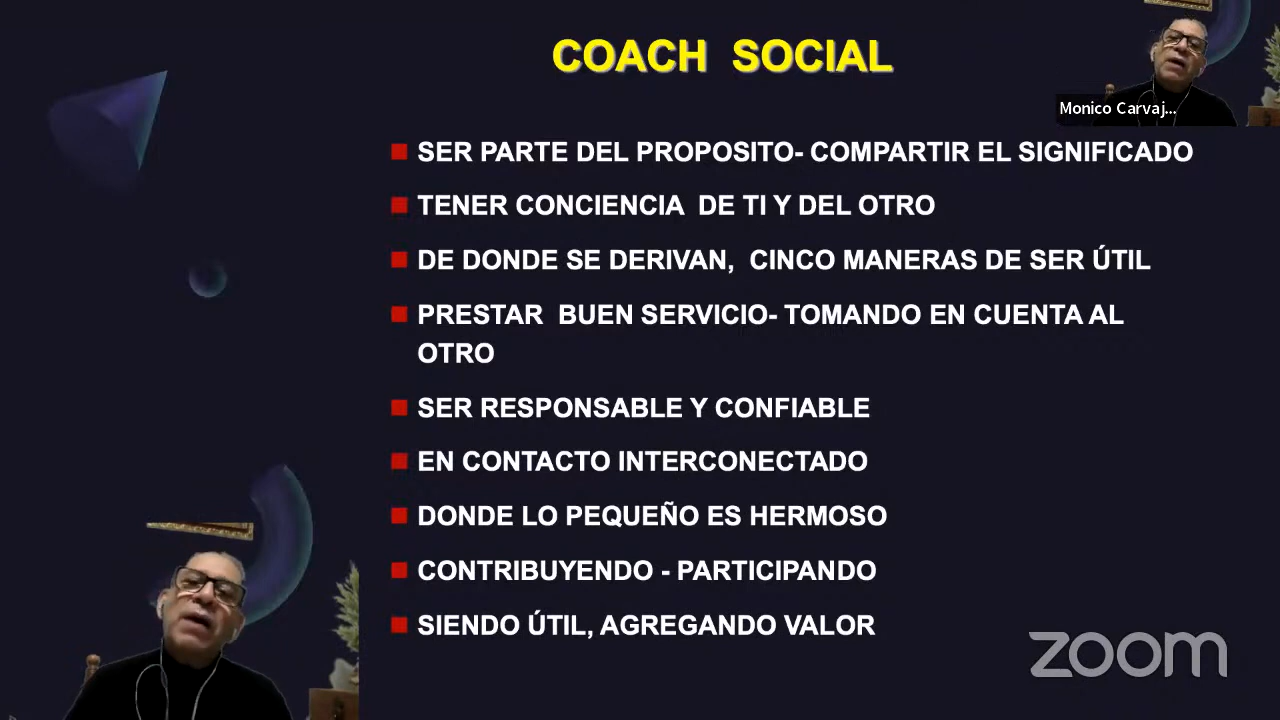 COACH SOCIAL
Monico Carvaj...
SER PARTE DEL PROPOSITO- COMPARTIR EL SIGNIFICADO
TENER CONCIENCIA DE TI Y DEL OTRO
DE DONDE SE DERIVAN, CINCO MANERAS DE SER ÚTIL
PRESTAR BUEN SERVICIO- TOMANDO EN CUENTA AL
OTRO
SER RESPONSABLE Y CONFIABLE
EN CONTACTO INTERCONECTADO
DONDE LO PEQUEÑO ES HERMOSO
CONTRIBUYENDO - PARTICIPANDO
SIENDO ÚTIL, AGREGANDO VALOR
zoom